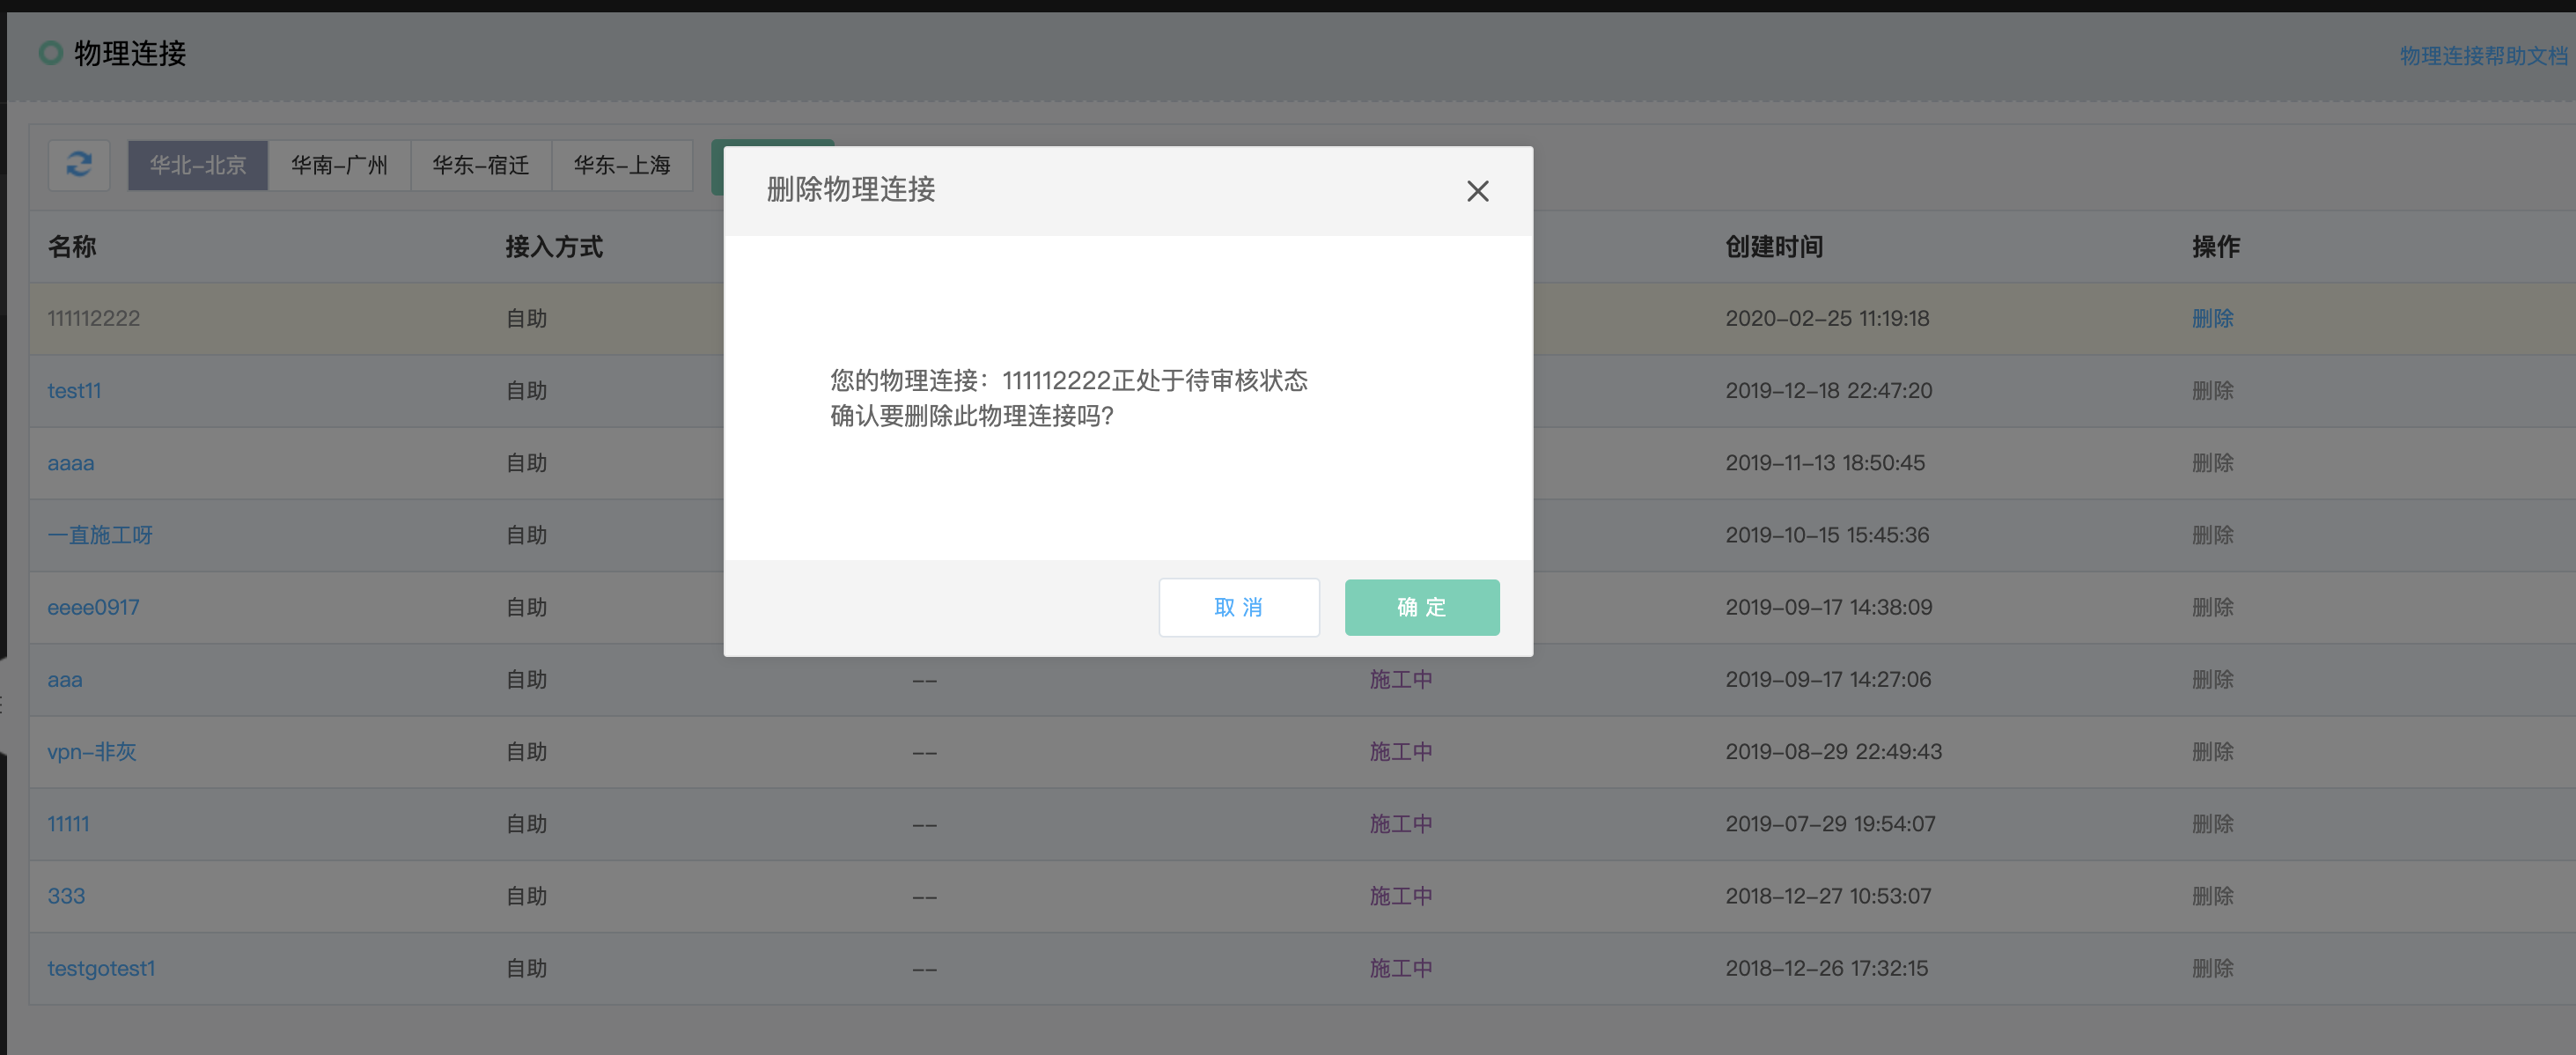 物理连接
物理连接帮助文档
华北-北京 华南-广州 华东-宿迁 华东-上海
删除物理连接
名称 接入方式 创建时间 操作
111112222 自助 2020-02-25 11:19:18 删除
您的物理连接：111112222正处于待审核状态
确认要删除此物理连接吗?
test11 自助 2019-12-18 22:47:20 删除
aaaa 自助 2019-11-13 18:50:45 删除
一直施工呀 自助 2019-10-15 15:45:36 删除
eeee0917 自助 2019-09-17 14:38:09 删除
取 消 确 定
aaa 自助 -- 施工中 2019-09-17 14:27:06 删除
vpn-非灰 自助 -- 施工中 2019-08-29 22:49:43 删除
11111 自助 -- 施工中 2019-07-29 19:54:07 删除
333 自助 -- 施工中 2018-12-27 10:53:07 删除
testgotest1 自助 -- 施工中 2018-12-26 17:32:15 删除